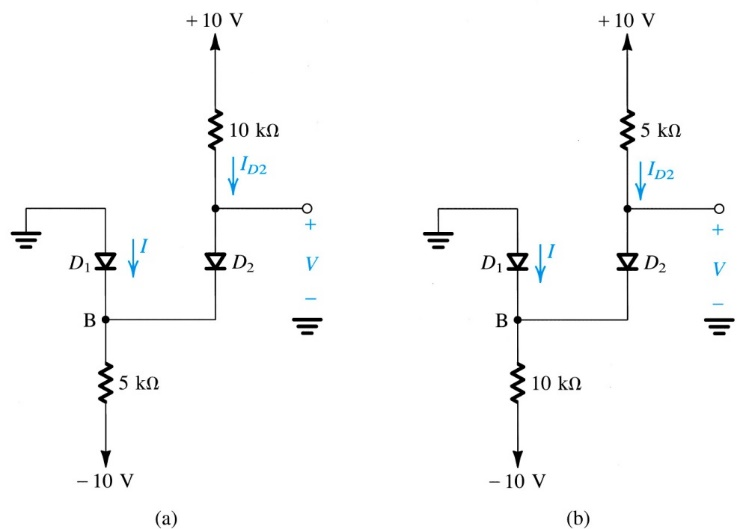 +10 V
10 kΩ
I_D2
+
I
D₁
D₂
V
−
B
5 kΩ
−10 V
(a)
+10 V
5 kΩ
I_D2
+
I
D₁
D₂
V
−
B
10 kΩ
−10 V
(b)